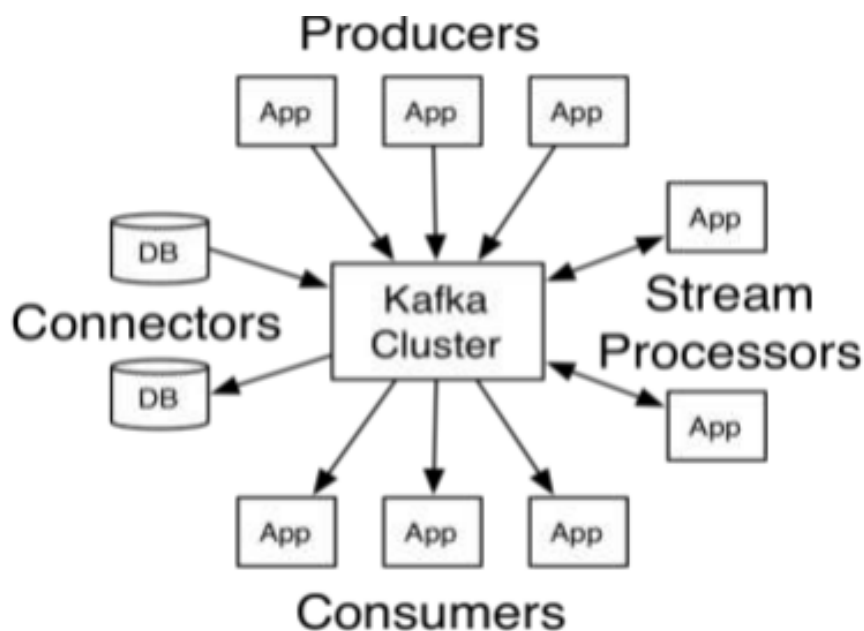 Producers
App
App
App
App
DB
Kafka
Cluster
Stream
Processors
Connectors
DB
App
App
App
App
Consumers